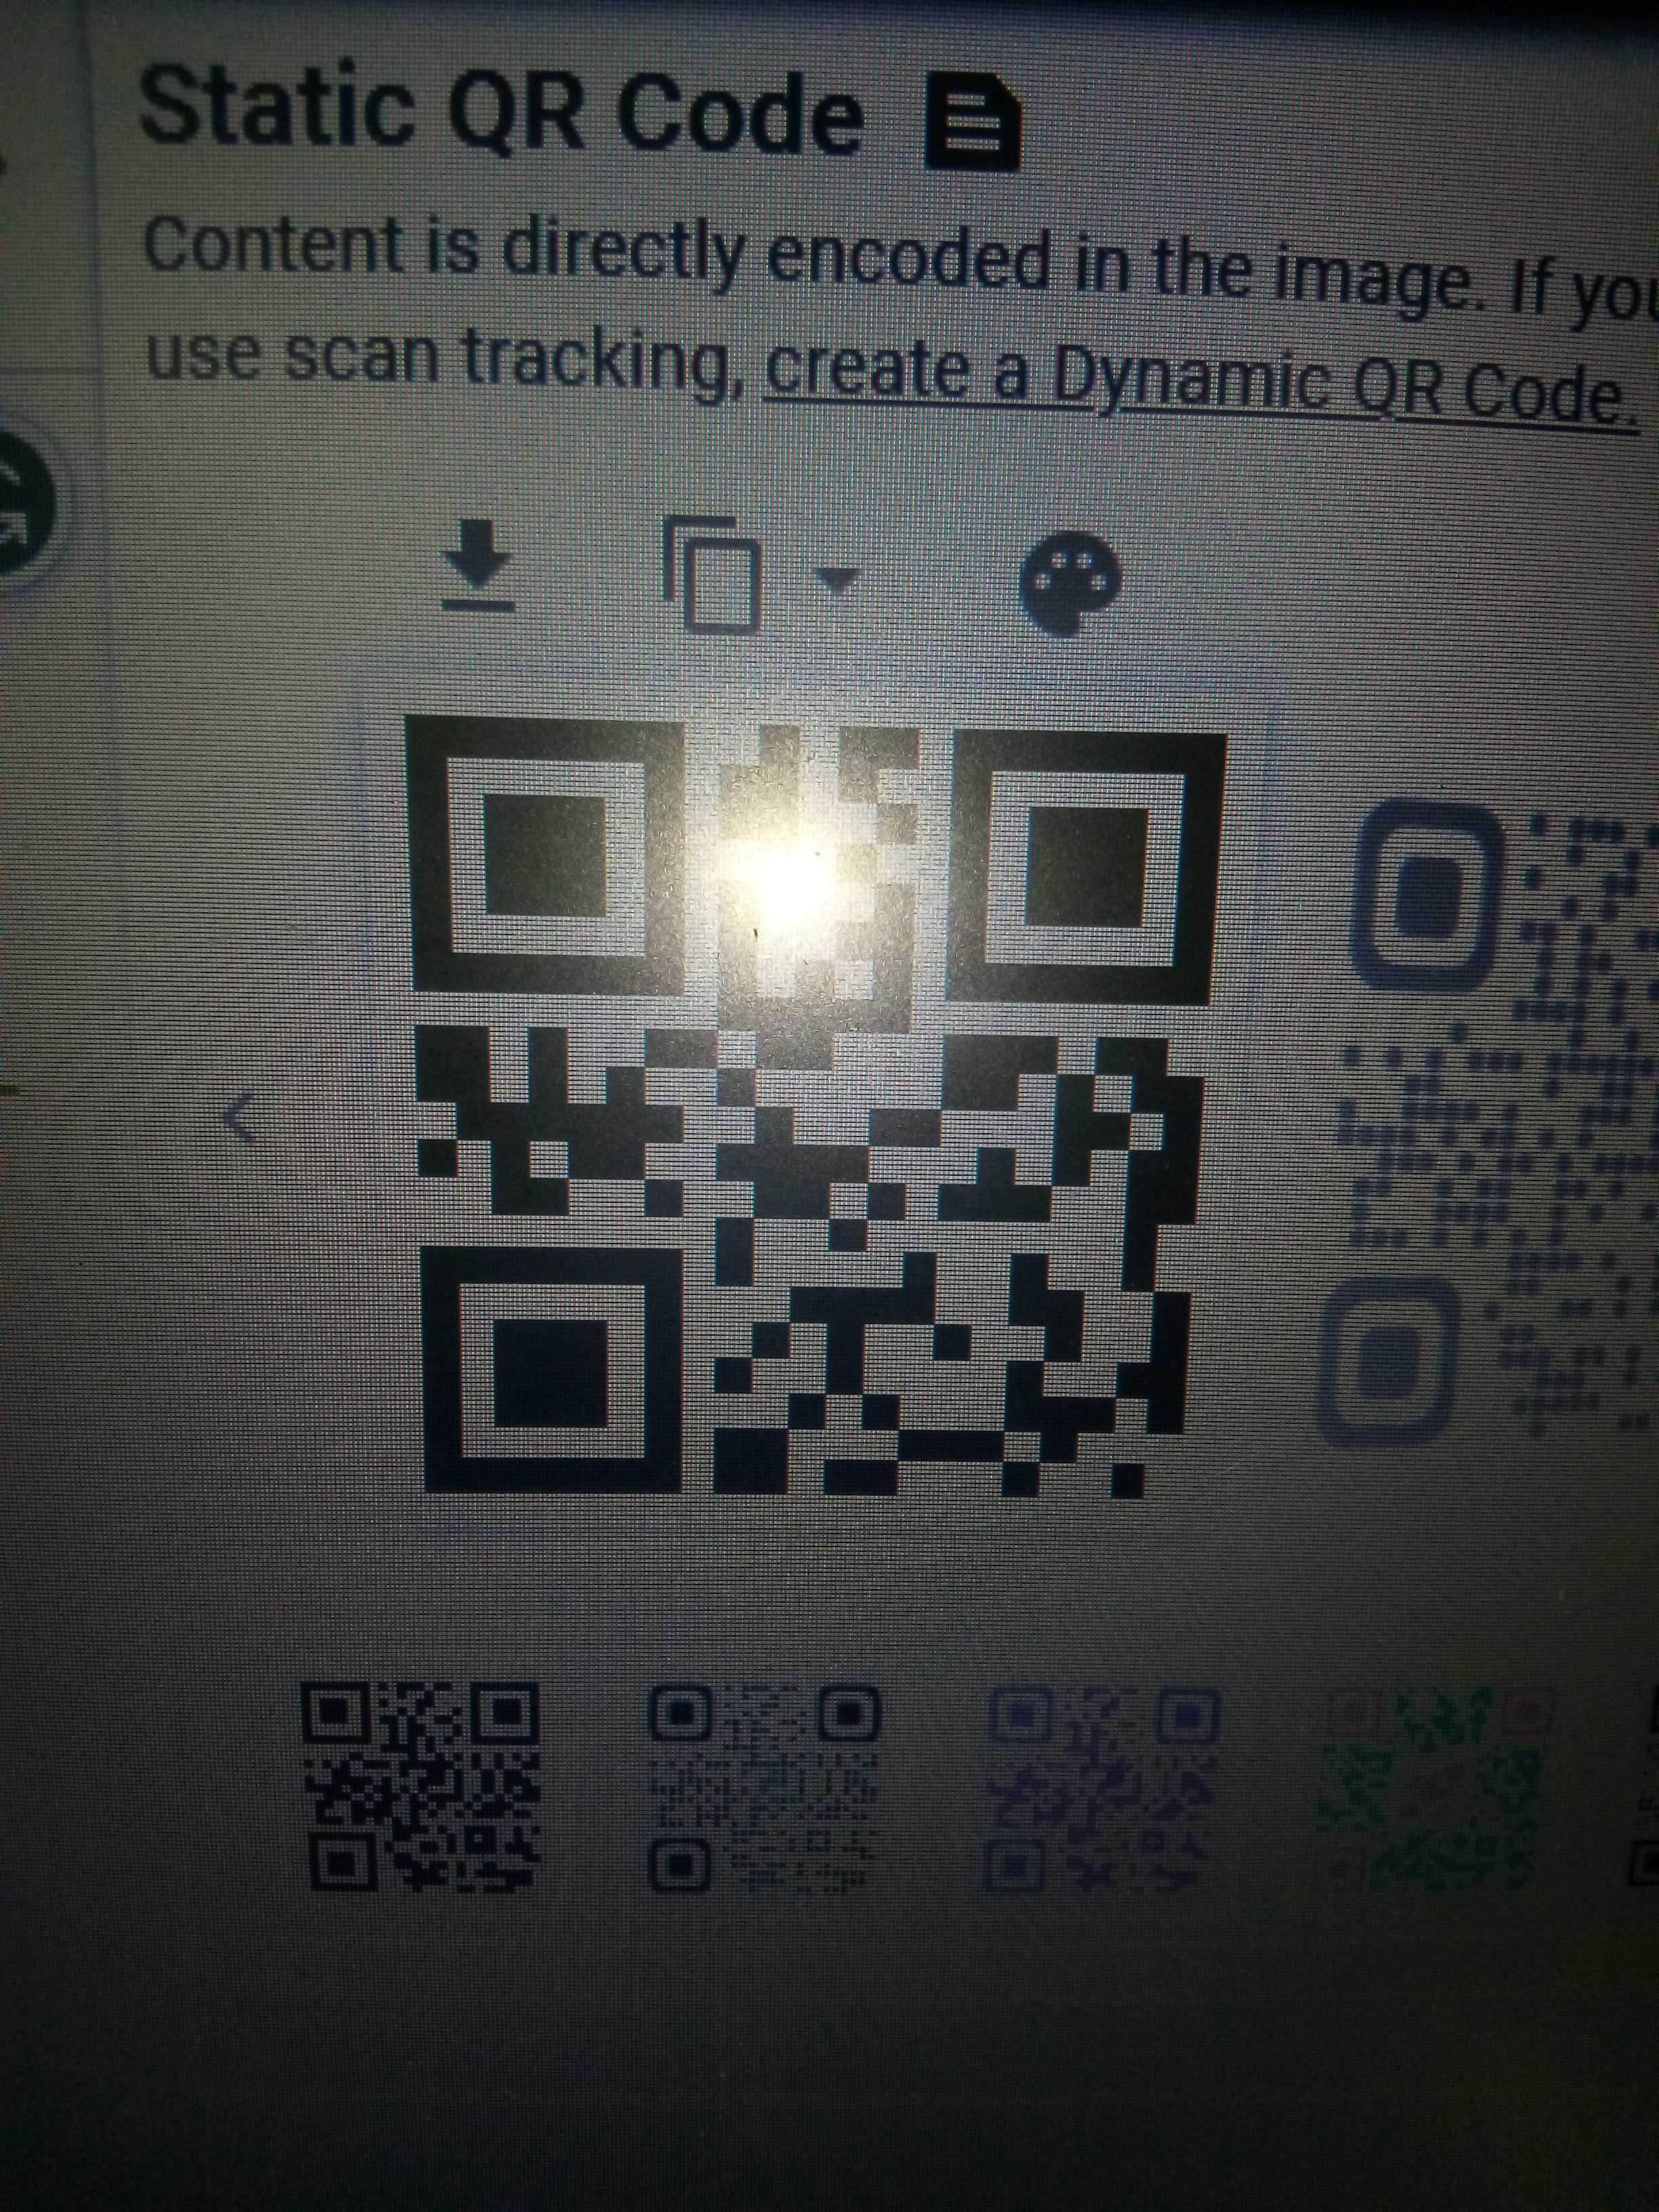 Static QR Code
Content is directly encoded in the image. If you
use scan tracking, create a Dynamic QR Code.